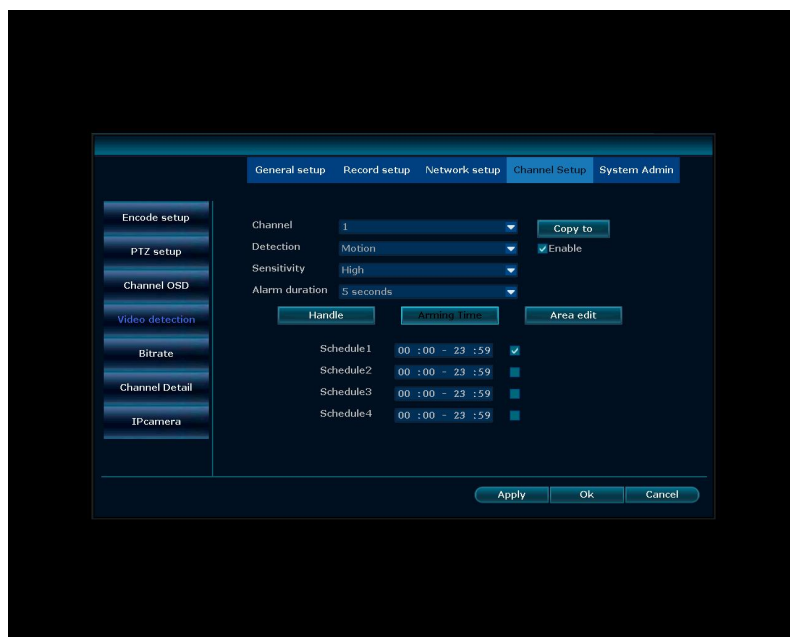 General setup Record setup Network setup Channel Setup System Admin
Encode setup
PTZ setup
Channel OSD
Video detection
Bitrate
Channel Detail
IPcamera
Channel 1 Copy to
Detection Motion Enable
Sensitivity High
Alarm duration 5 seconds
Handle Arming Time Area edit
Schedule1 00 :00 - 23 :59
Schedule2 00 :00 - 23 :59
Schedule3 00 :00 - 23 :59
Schedule4 00 :00 - 23 :59
Apply Ok Cancel